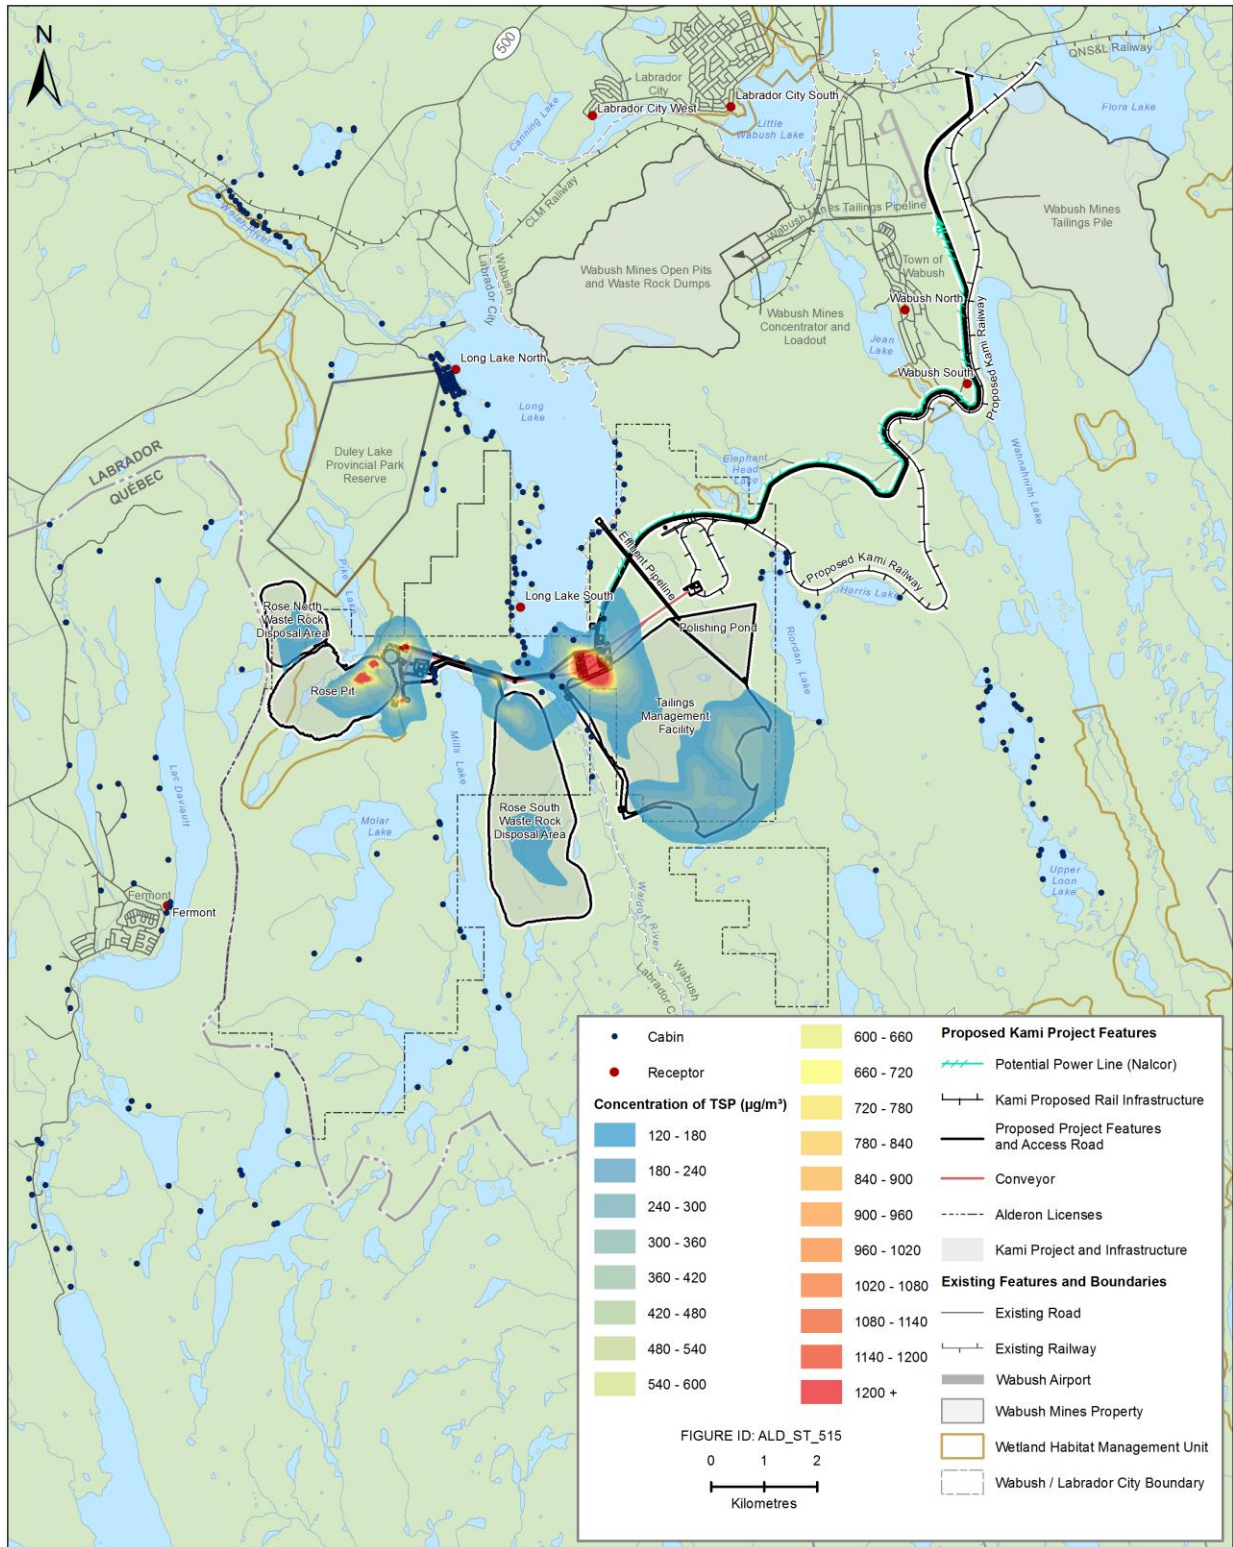 N
500
QNS&L Railway
Labrador
City
Labrador City South
Labrador City West
Flora Lake
Canning Lake
Little
Wabush Lake
CLM Railway
Walsh River
Wabush Mines Tailings Pipeline
Wabush Mines
Tailings Pile
Wabush
Labrador City
Wabush Mines Open Pits
and Waste Rock Dumps
Town of
Wabush
Wabush North
Wabush Mines
Concentrator and
Loadout
Jean
Lake
Proposed Kami Railway
Long Lake North
Wabush South
Long
Lake
LABRADOR
QUÉBEC
Duley Lake
Provincial Park
Reserve
Elephant
Head
Lake
Wahnahnish Lake
Pike Lake
Effluent Pipeline
Proposed Kami Railway
Harris Lake
Rose North
Waste Rock
Disposal Area
Long Lake South
Polishing Pond
Riordan Lake
Rose Pit
Tailings
Management
Facility
Mills Lake
Lac Daviault
Molar
Lake
Rose South
Waste Rock
Disposal Area
Upper
Loon
Lake
Fermont
Fermont
Waldorf River
Wabush
Labrador C
Cabin
Receptor
Concentration of TSP (µg/m³)
120 - 180
180 - 240
240 - 300
300 - 360
360 - 420
420 - 480
480 - 540
540 - 600
600 - 660
660 - 720
720 - 780
780 - 840
840 - 900
900 - 960
960 - 1020
1020 - 1080
1080 - 1140
1140 - 1200
1200 +
Proposed Kami Project Features
Potential Power Line (Nalcor)
Kami Proposed Rail Infrastructure
Proposed Project Features
and Access Road
Conveyor
Alderon Licenses
Kami Project and Infrastructure
Existing Features and Boundaries
Existing Road
Existing Railway
Wabush Airport
Wabush Mines Property
Wetland Habitat Management Unit
Wabush / Labrador City Boundary
FIGURE ID: ALD_ST_515
0 1 2
Kilometres